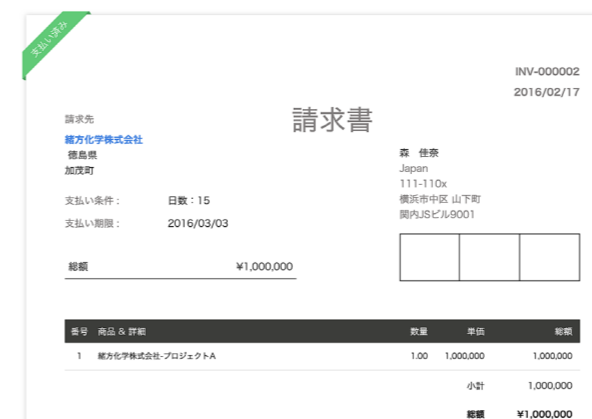 支払い済み
INV-000002
2016/02/17
請求書
請求先
緒方化学株式会社
徳島県
加茂町
森 佳奈
Japan
111-110x
横浜市中区 山下町
関内JSビル9001
支払い条件 : 日数 : 15
支払い期限 : 2016/03/03
総額 ¥1,000,000
番号 商品 & 詳細 数量 単価 総額
1 緒方化学株式会社-プロジェクトA 1.00 1,000,000 1,000,000
小計 1,000,000
総額 ¥1,000,000